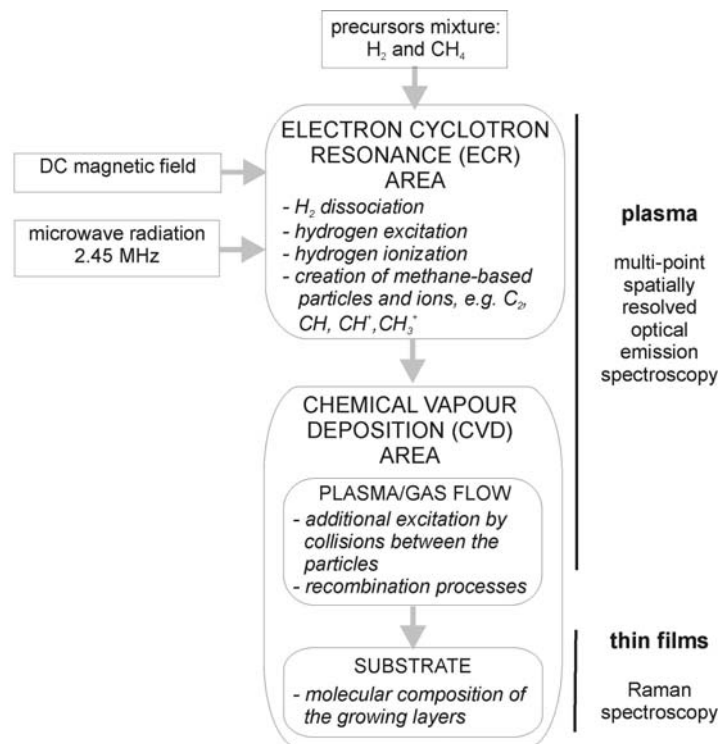 precursors mixture:
H₂ and CH₄
ELECTRON CYCLOTRON
RESONANCE (ECR)
AREA
- H₂ dissociation
- hydrogen excitation
- hydrogen ionization
- creation of methane-based
particles and ions, e.g. C₂,
CH, CH⁺,CH₃⁺
DC magnetic field
microwave radiation
2.45 MHz
plasma
multi-point
spatially
resolved
optical
emission
spectroscopy
CHEMICAL VAPOUR
DEPOSITION (CVD)
AREA
PLASMA/GAS FLOW
- additional excitation by
collisions between the
particles
- recombination processes
SUBSTRATE
- molecular composition of
the growing layers
thin films
Raman
spectroscopy